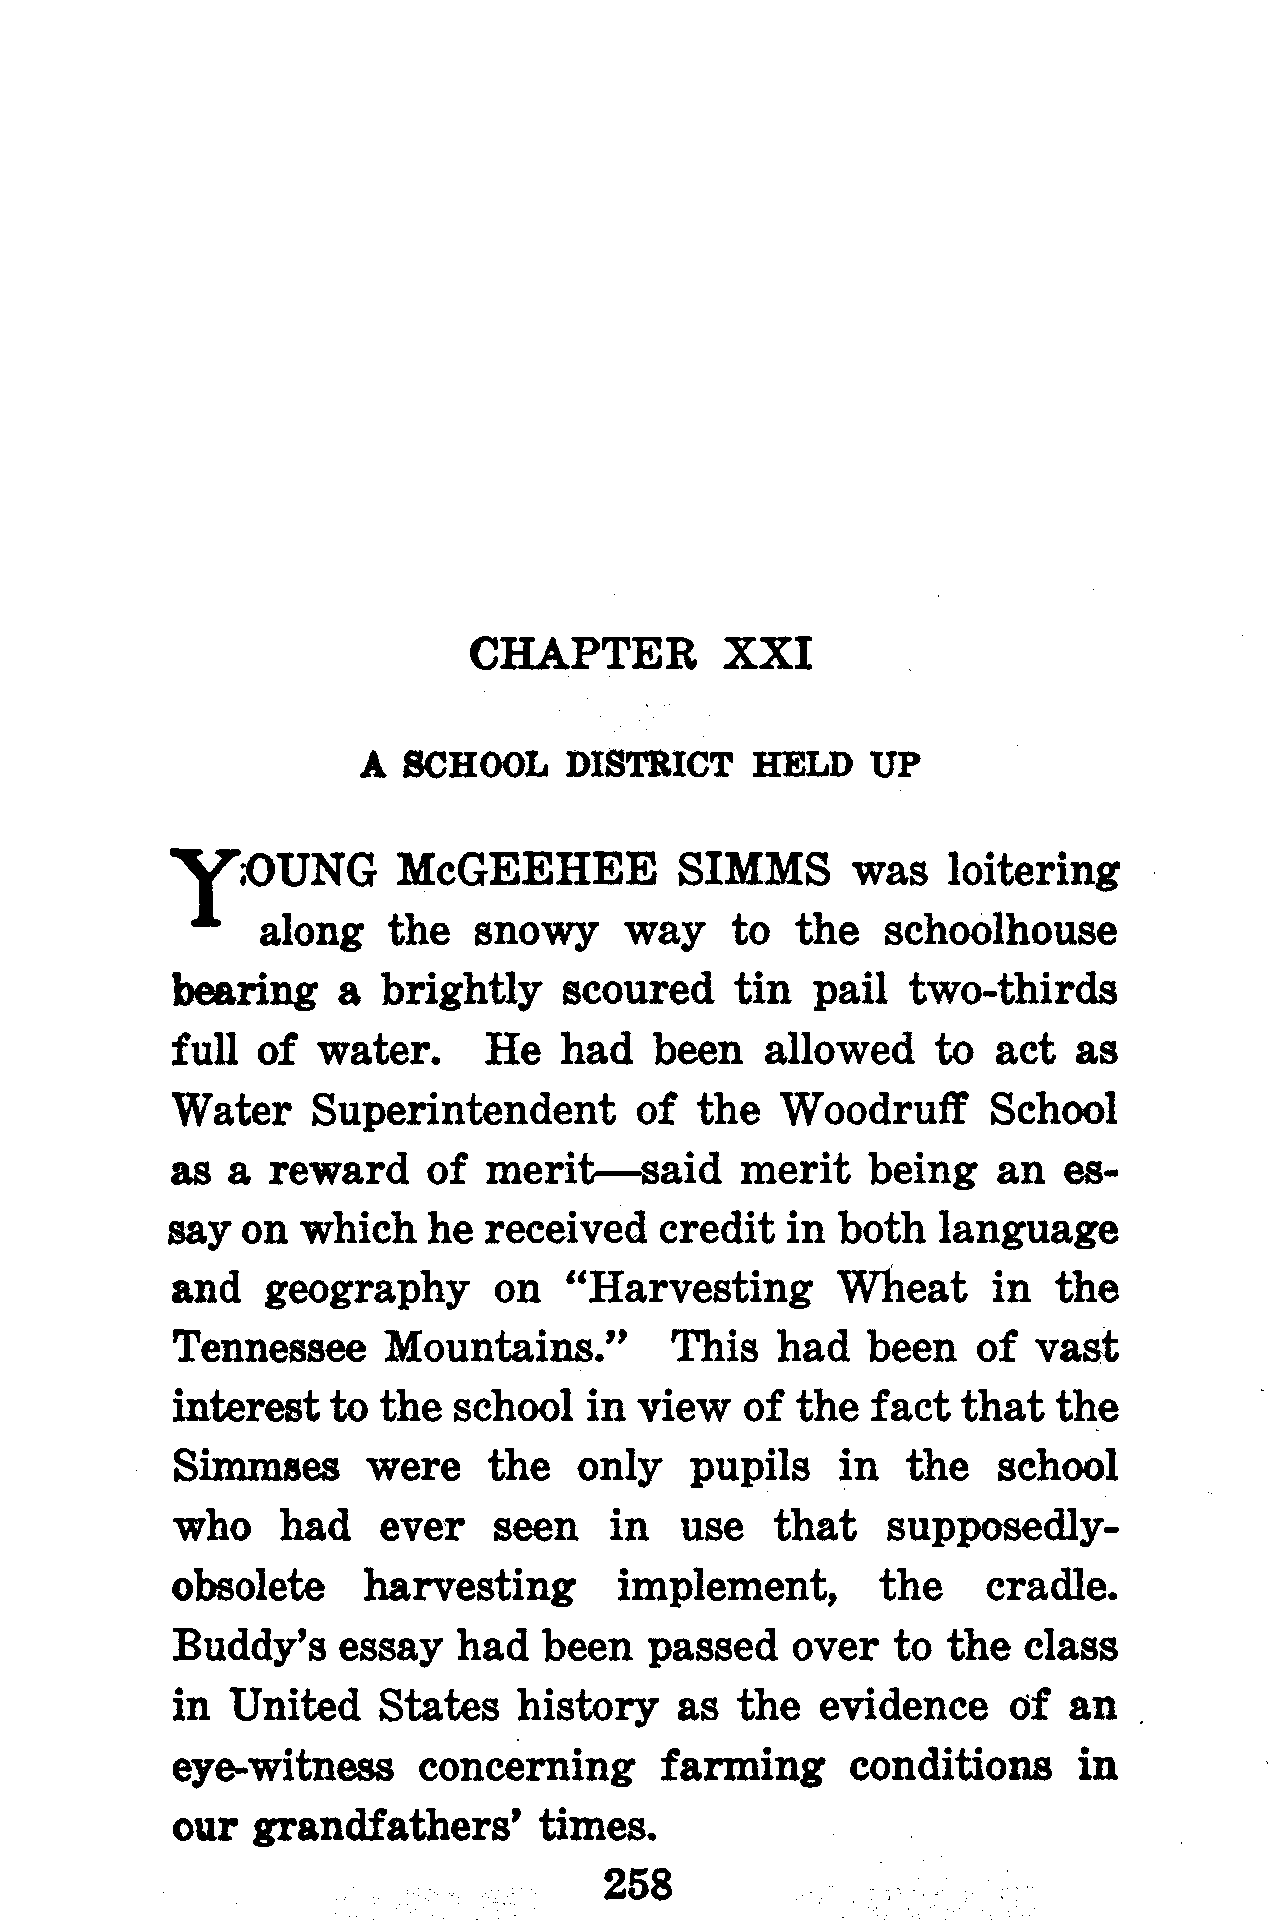 CHAPTER XXI
A SCHOOL DISTRICT HELD UP
YOUNG McGEEHEE SIMMS was loitering
along the snowy way to the schoolhouse
bearing a brightly scoured tin pail two-thirds
full of water. He had been allowed to act as
Water Superintendent of the Woodruff School
as a reward of merit—said merit being an es-
say on which he received credit in both language
and geography on “Harvesting Wheat in the
Tennessee Mountains.” This had been of vast
interest to the school in view of the fact that the
Simmses were the only pupils in the school
who had ever seen in use that supposedly-
obsolete harvesting implement, the cradle.
Buddy’s essay had been passed over to the class
in United States history as the evidence of an
eye-witness concerning farming conditions in
our grandfathers’ times.
258